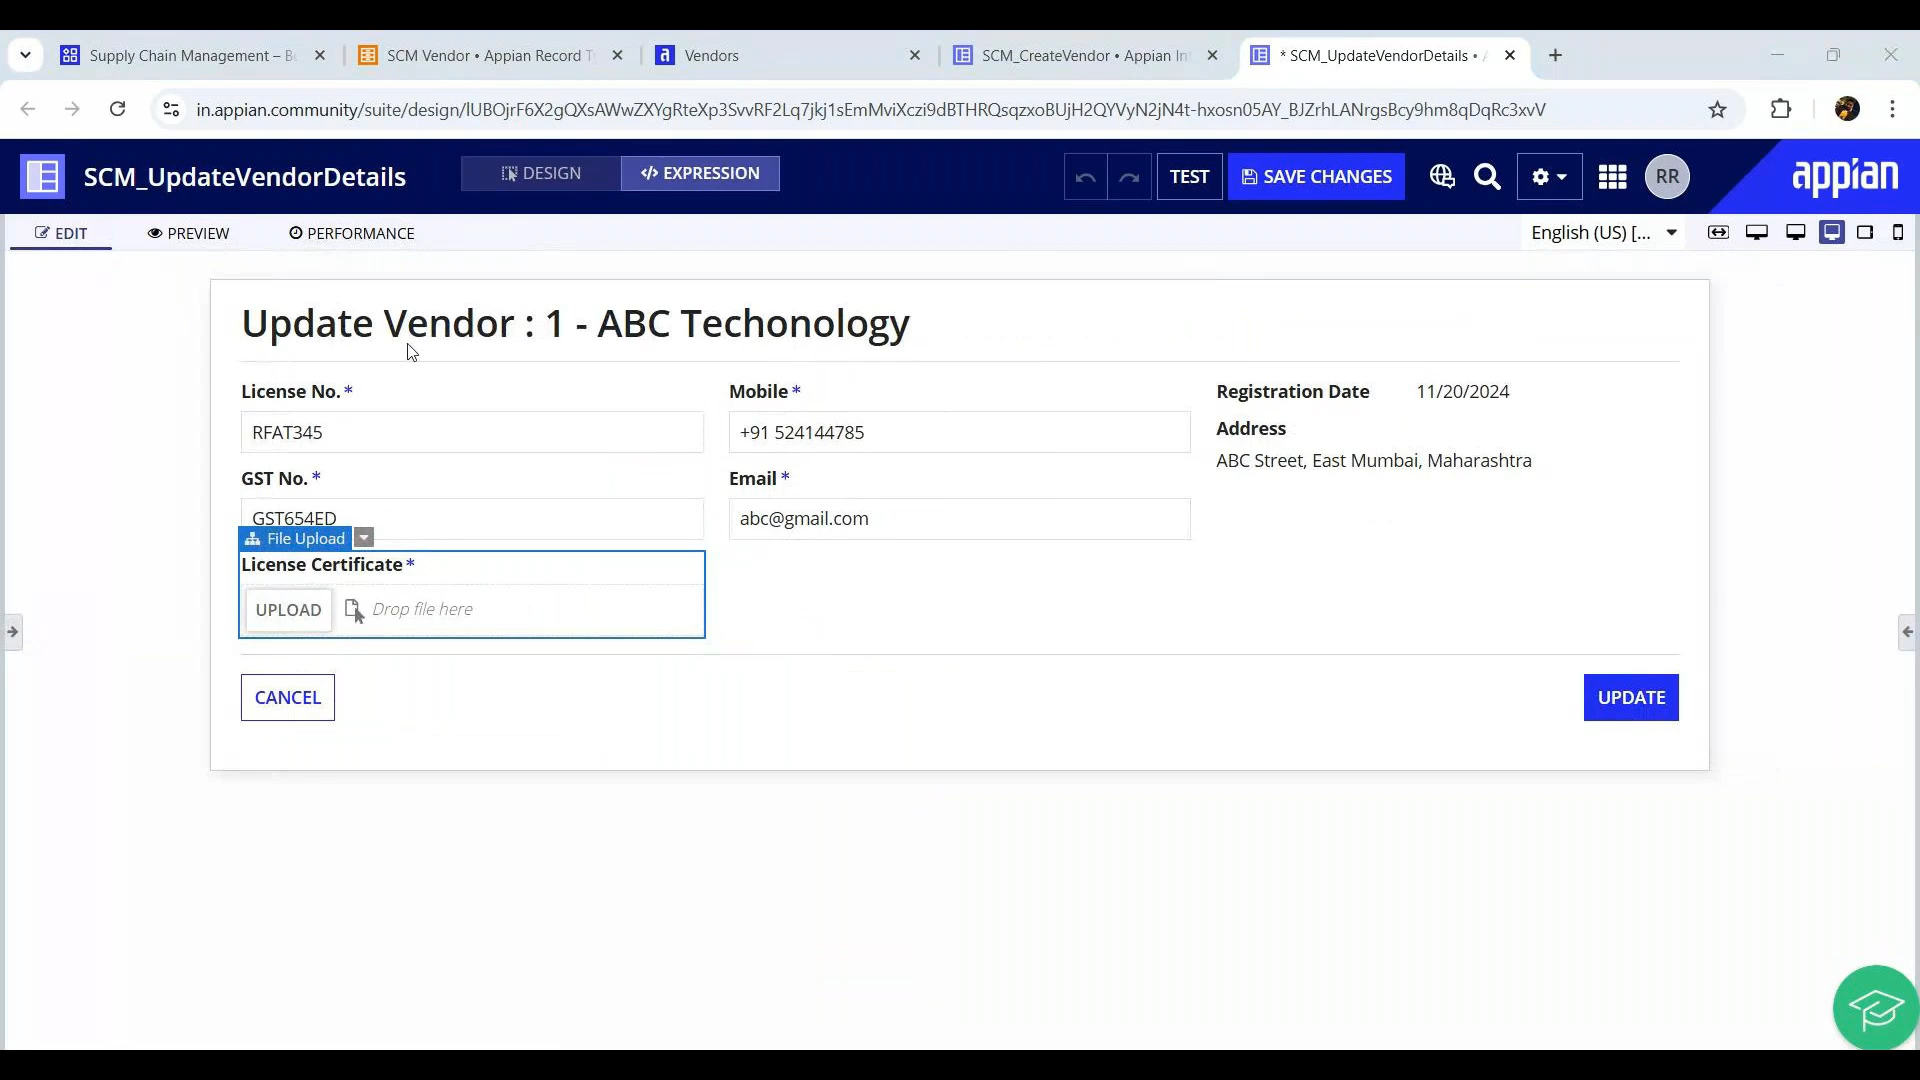 Supply Chain Management – Be
SCM Vendor • Appian Record T
Vendors
SCM_CreateVendor • Appian In
* SCM_UpdateVendorDetails • A
in.appian.community/suite/design/lUBOjrF6X2gQXsAWwZXYgRteXp3SvvRF2Lq7jkj1sEmMviXczi9dBTHRQsqzxoBUjH2QYVyN2jN4t-hxosn05AY_BJZrhLANrgsBcy9hm8qDqRc3xvV
SCM_UpdateVendorDetails
DESIGN
</> EXPRESSION
TEST
SAVE CHANGES
RR
appian
EDIT
PREVIEW
PERFORMANCE
English (US) [...
Update Vendor : 1 - ABC Techonology
License No. *
RFAT345
Mobile *
+91 524144785
Registration Date 11/20/2024
Address
ABC Street, East Mumbai, Maharashtra
GST No. *
GST654ED
Email *
abc@gmail.com
File Upload
License Certificate *
UPLOAD
Drop file here
CANCEL
UPDATE